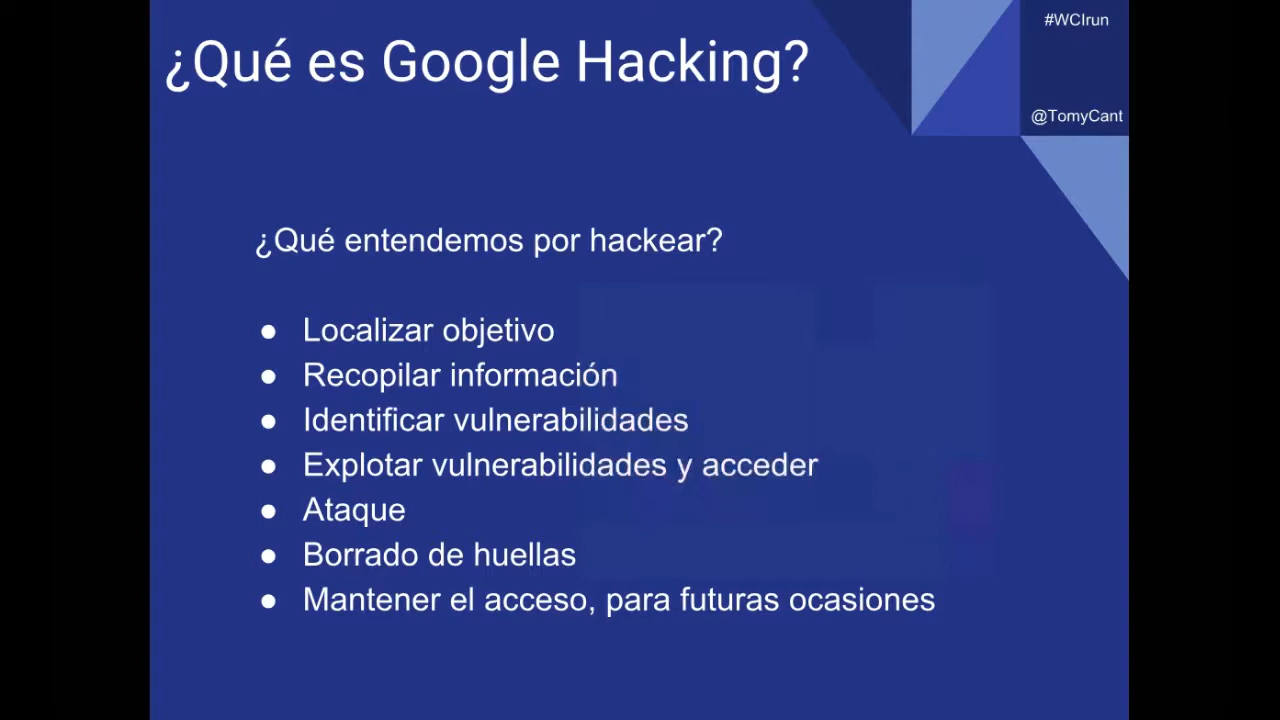 ¿Qué es Google Hacking?
#WCIrun
@TomyCant
¿Qué entendemos por hackear?
● Localizar objetivo
● Recopilar información
● Identificar vulnerabilidades
● Explotar vulnerabilidades y acceder
● Ataque
● Borrado de huellas
● Mantener el acceso, para futuras ocasiones